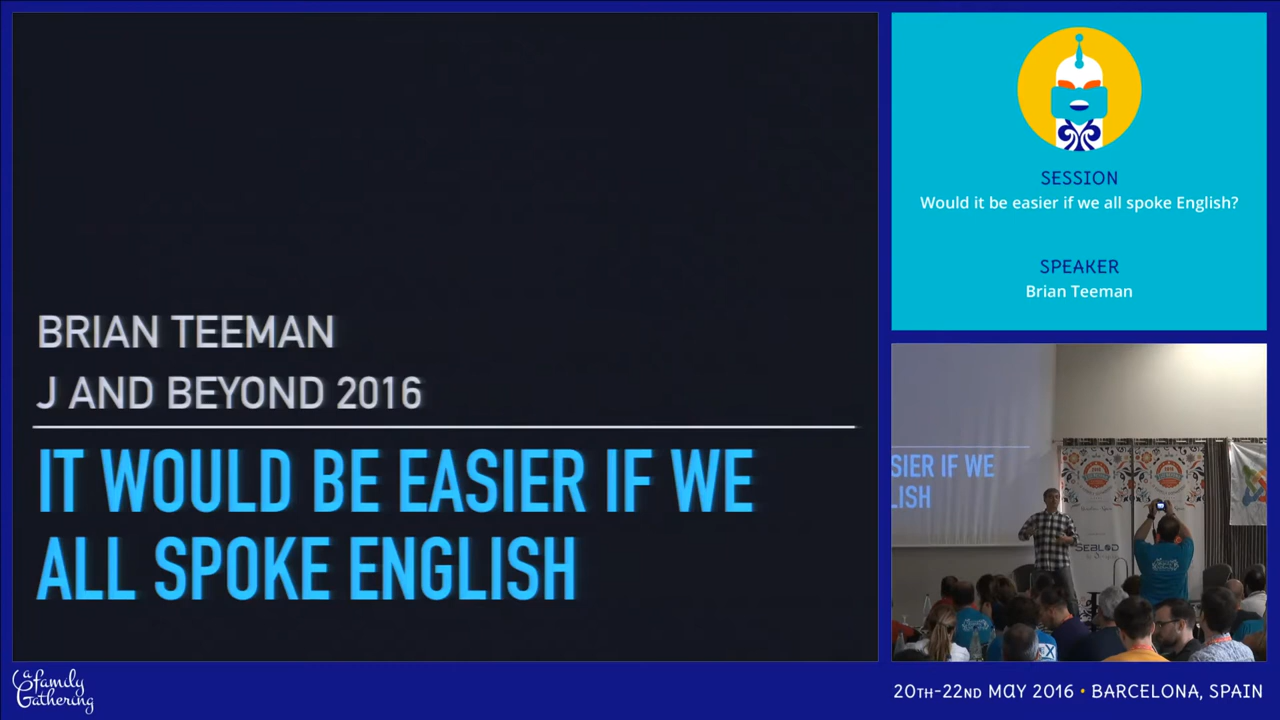 BRIAN TEEMAN
J AND BEYOND 2016
IT WOULD BE EASIER IF WE
ALL SPOKE ENGLISH
SESSION
Would it be easier if we all spoke English?
SPEAKER
Brian Teeman
SIER IF WE
LISH
SEBLOD
a family
Gathering
20TH-22ND MAY 2016 • BARCELONA, SPAIN